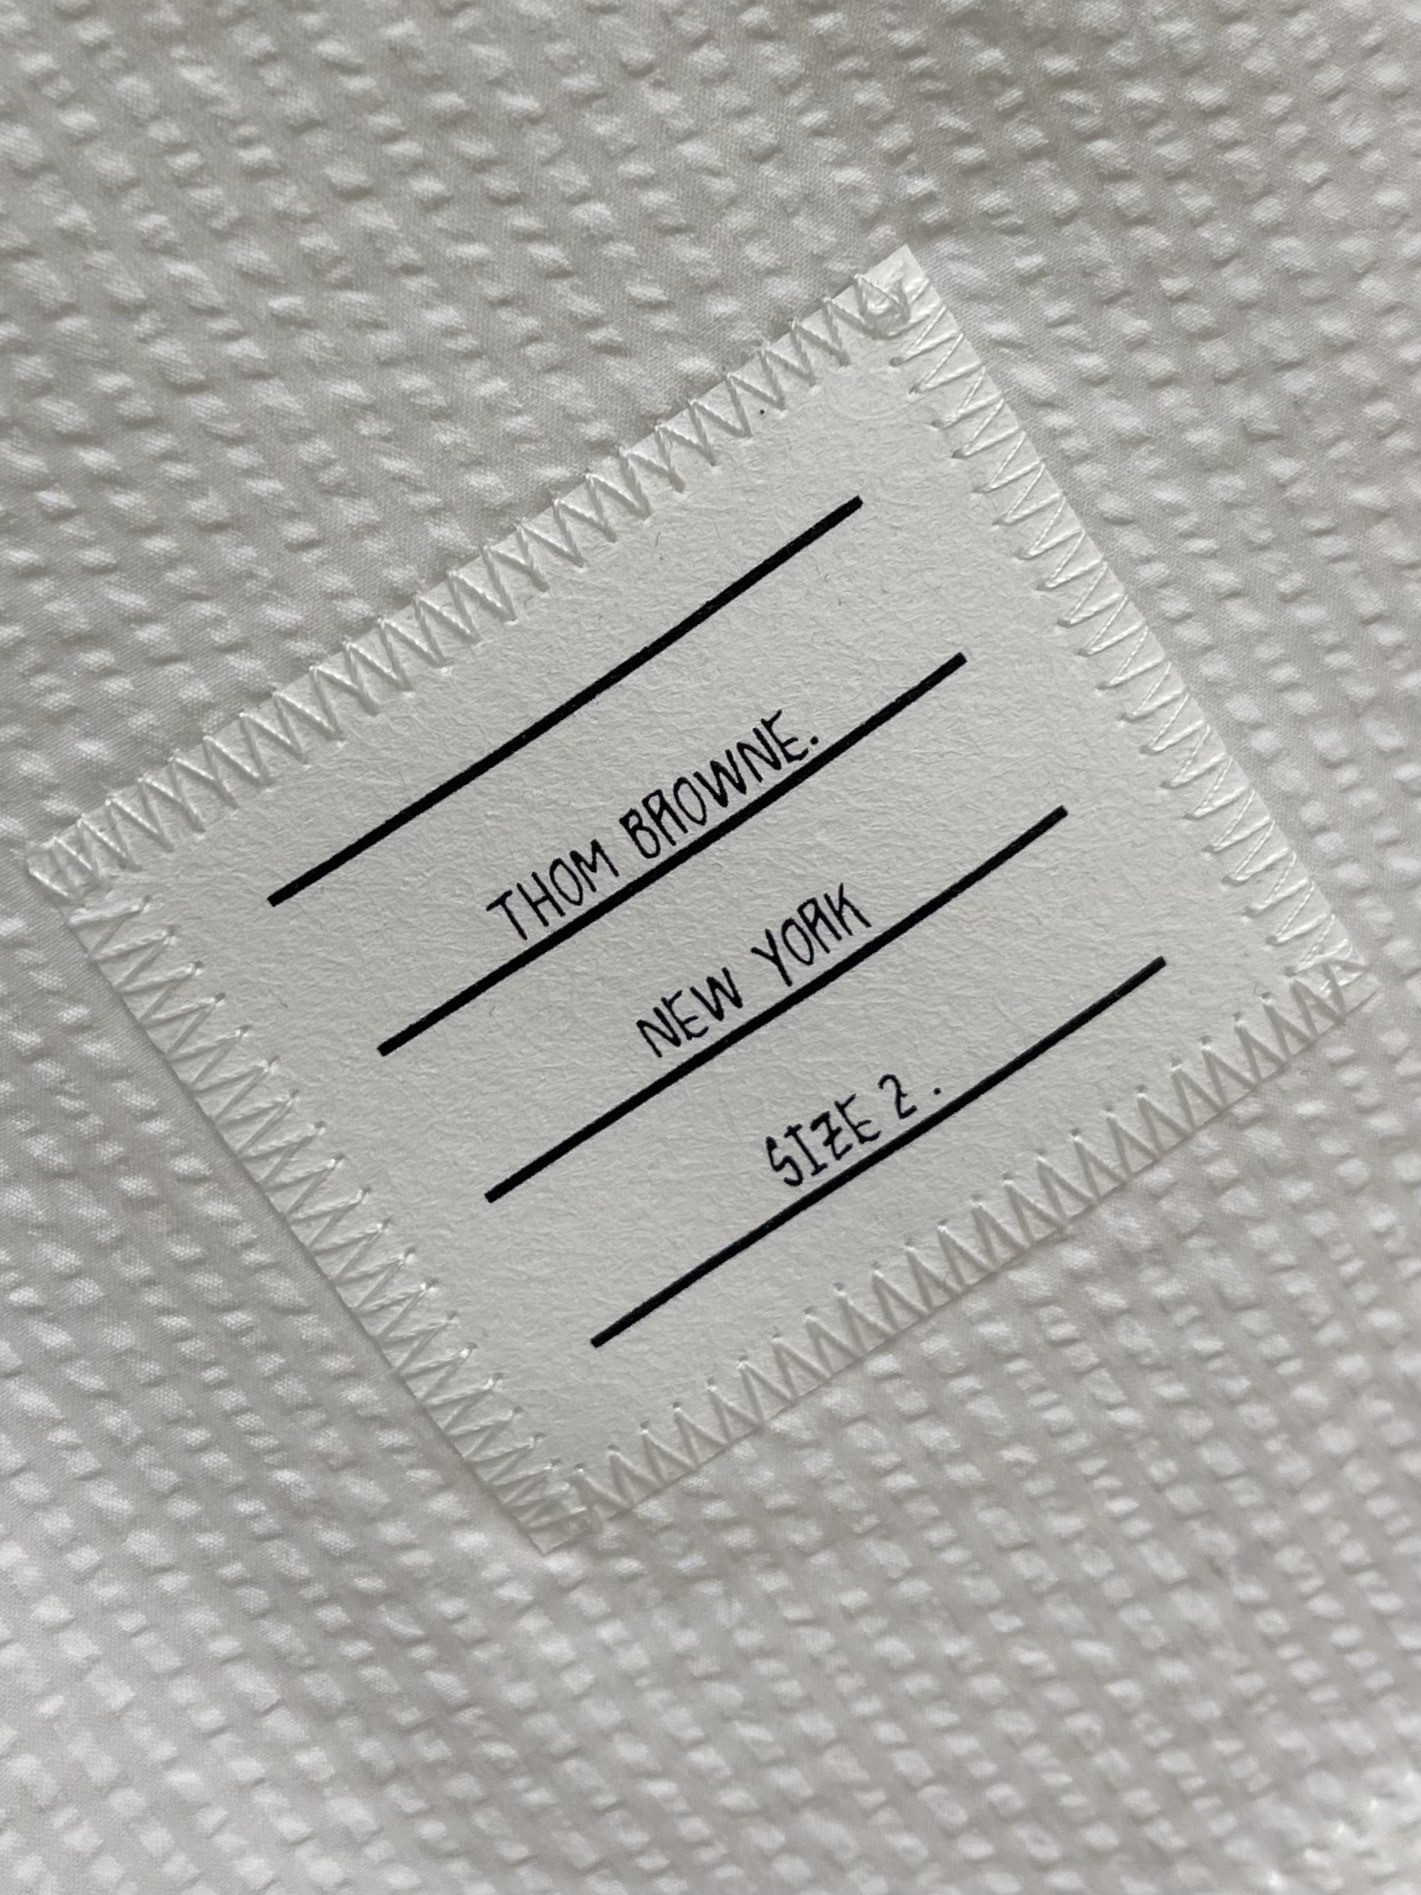 THOM BROWNE.
NEW YORK
SIZE 2.